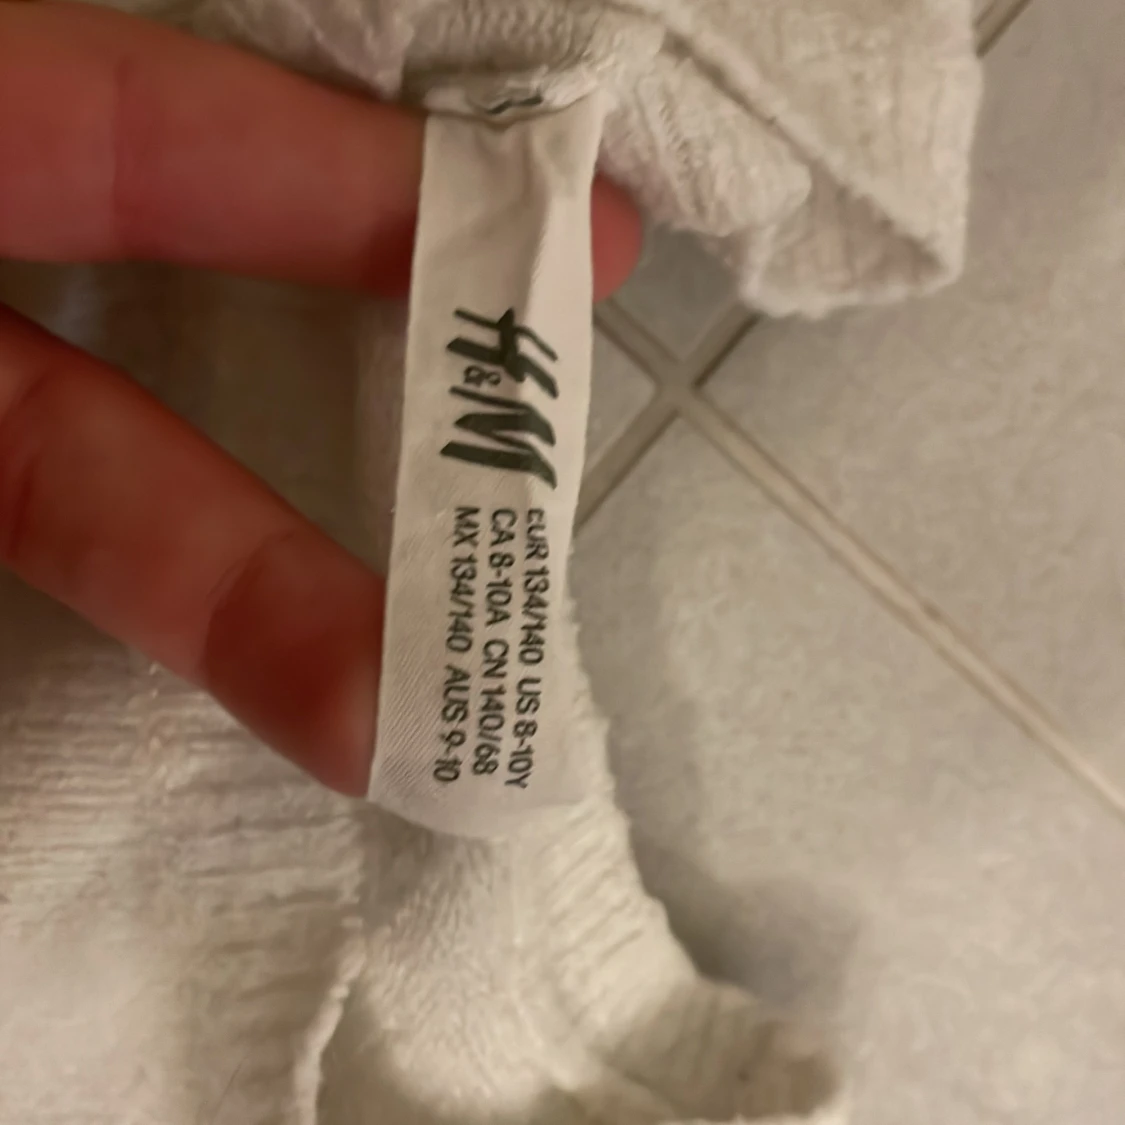 H&M
EUR 134/140 US 8-10Y
CA 8-10A CN 140/68
MX 134/140 AUS 9-10